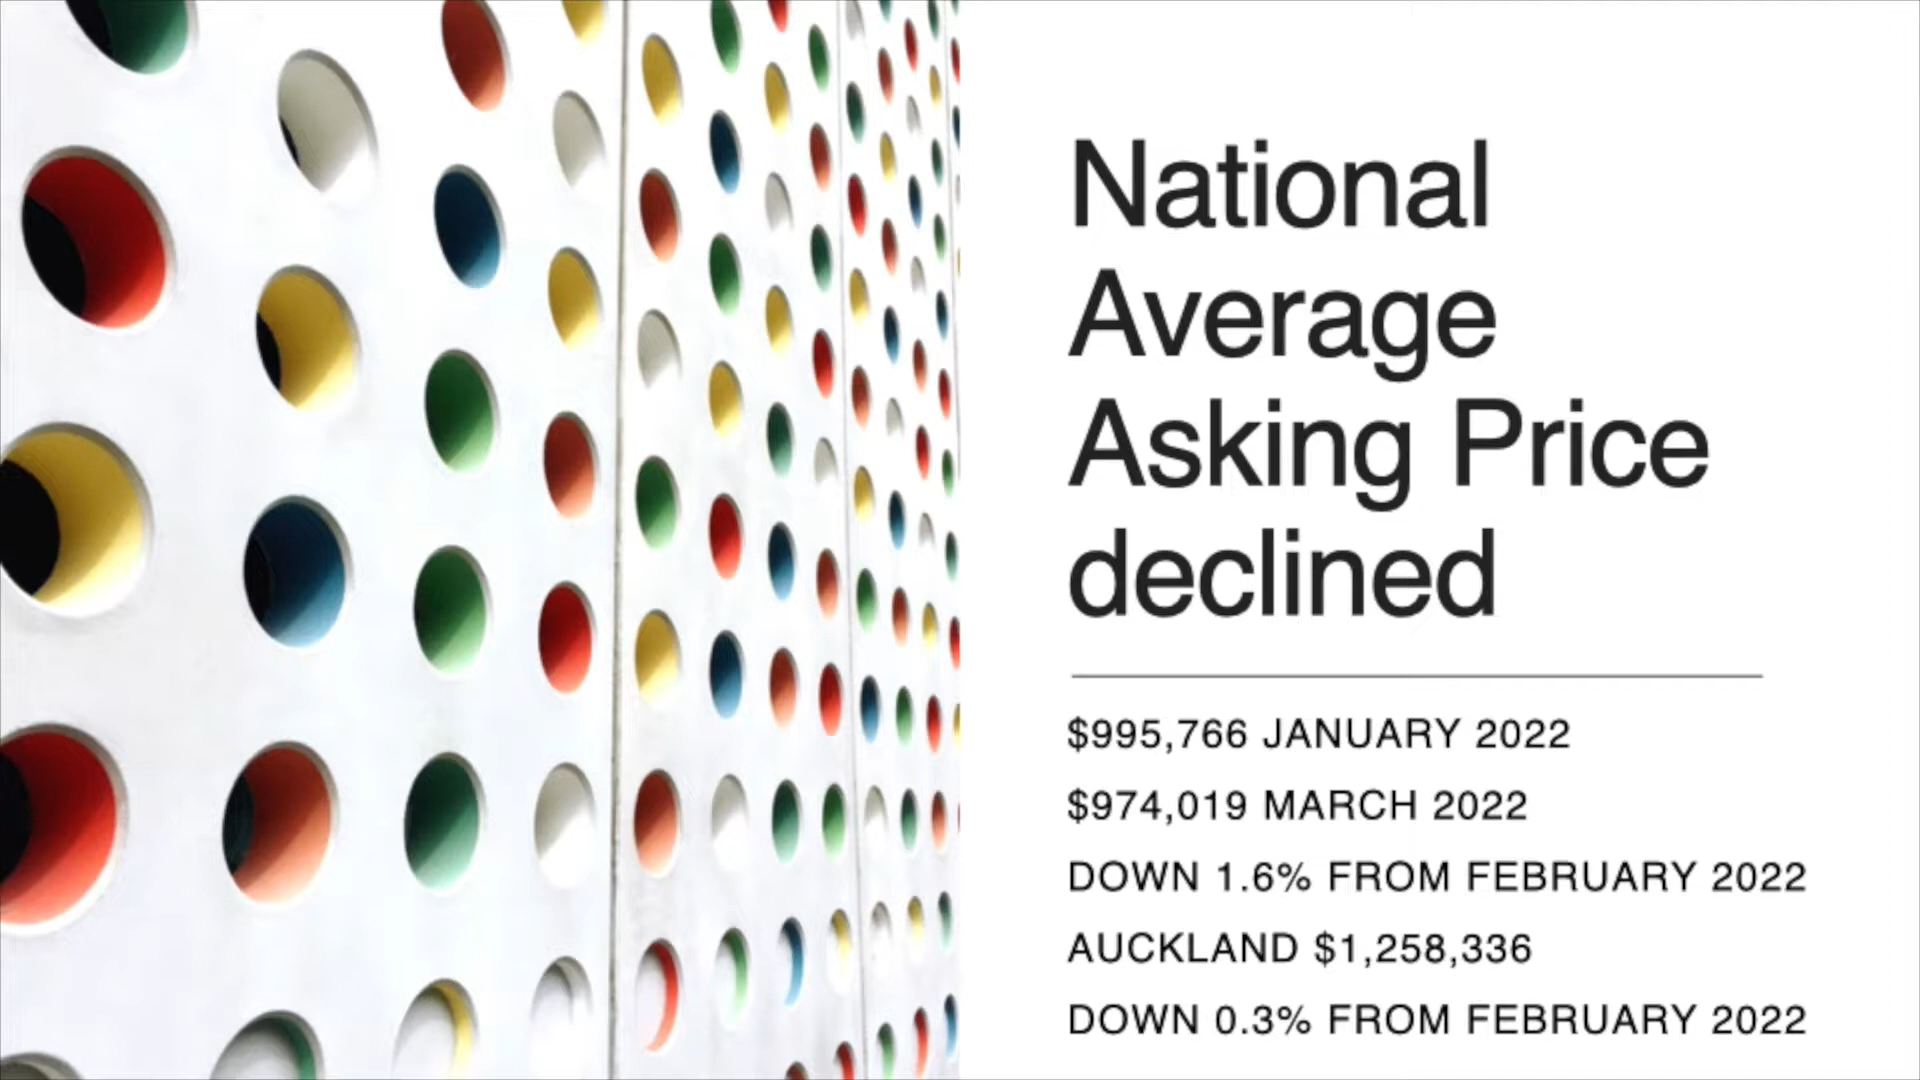 National
Average
Asking Price
declined
$995,766 JANUARY 2022
$974,019 MARCH 2022
DOWN 1.6% FROM FEBRUARY 2022
AUCKLAND $1,258,336
DOWN 0.3% FROM FEBRUARY 2022